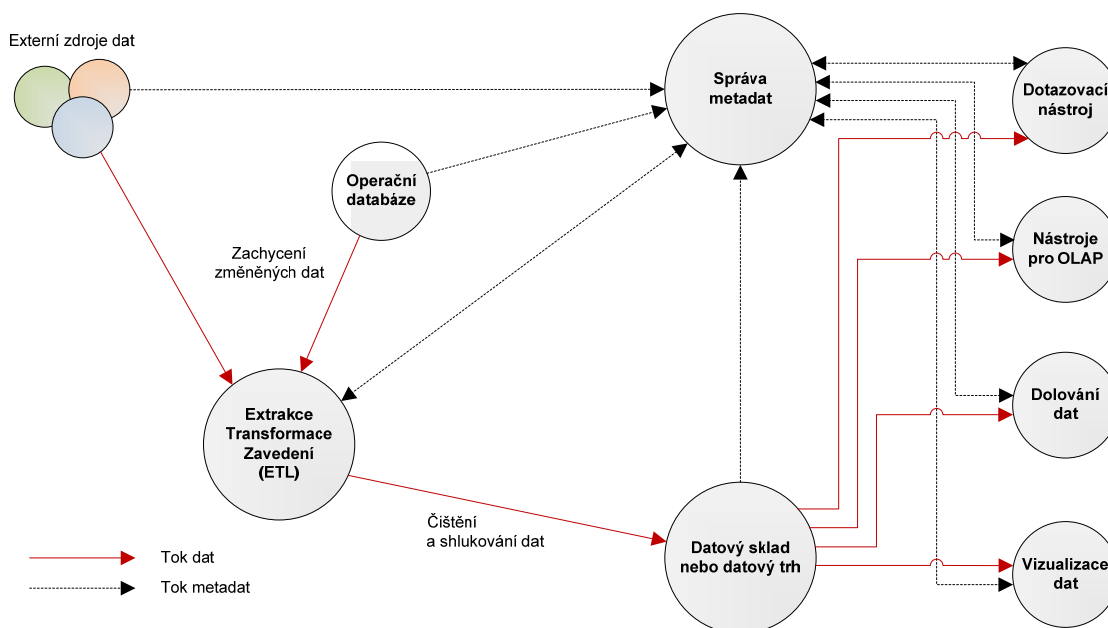 Externí zdroje dat
Správa
metadat
Dotazovací
nástroj
Operační
databáze
Zachycení
změněných dat
Nástroje
pro OLAP
Extrakce
Transformace
Zavedení
(ETL)
Dolování
dat
Čištění
a shlukování dat
Datový sklad
nebo datový trh
Vizualizace
dat
Tok dat
Tok metadat